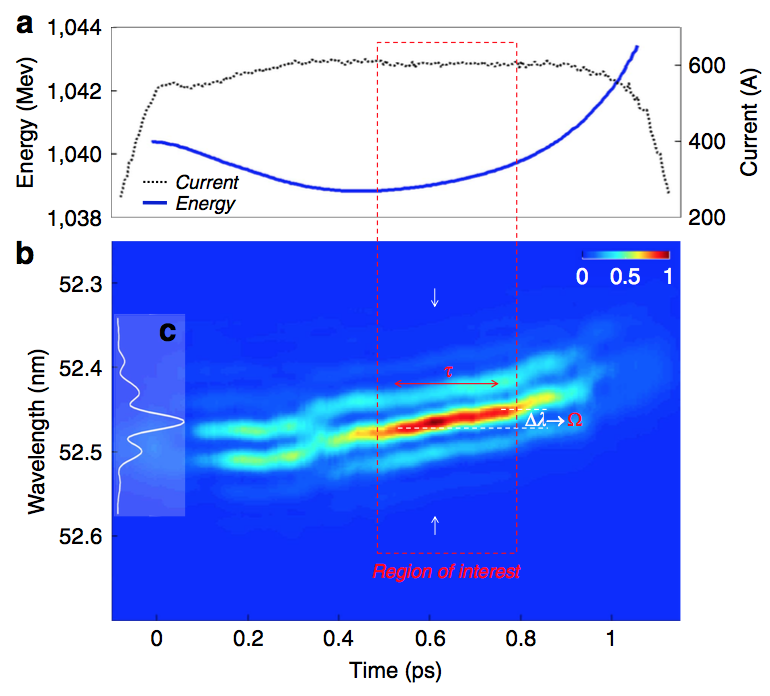 a
1,044
1,042
1,040
1,038
Energy (Mev)
Current
Energy
600
400
200
Current (A)
b
52.3
52.4
52.5
52.6
Wavelength (nm)
c
0 0.5 1
τ
Δλ→Ω
Region of interest
0 0.2 0.4 0.6 0.8 1
Time (ps)